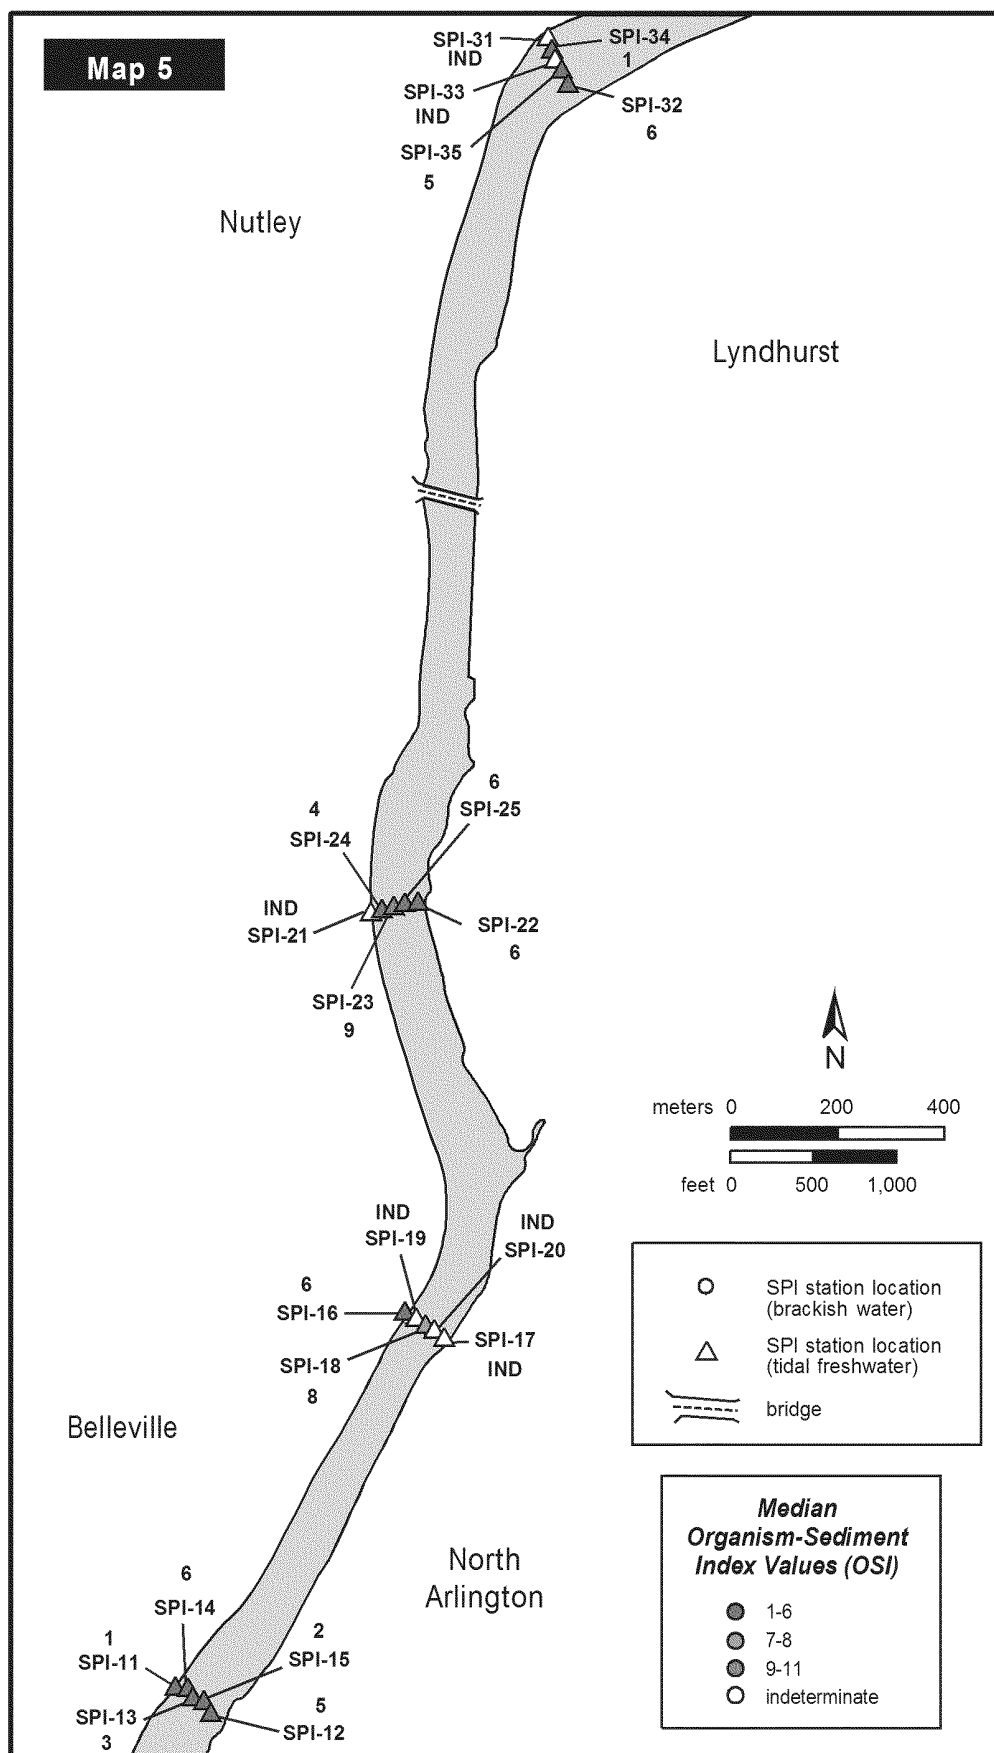 Map 5
SPI-31
IND
SPI-34
1
SPI-33
IND
SPI-32
6
SPI-35
5
Nutley
Lyndhurst
6
SPI-25
4
SPI-24
IND
SPI-21
SPI-22
6
SPI-23
9
N
meters 0 200 400
feet 0 500 1,000
IND
SPI-19
IND
SPI-20
6
SPI-16
SPI-17
IND
SPI-18
8
SPI station location
(brackish water)
SPI station location
(tidal freshwater)
bridge
Belleville
North
Arlington
Median
Organism-Sediment
Index Values (OSI)
1-6
7-8
9-11
indeterminate
6
SPI-14
1
SPI-11
2
SPI-15
SPI-13
3
5
SPI-12